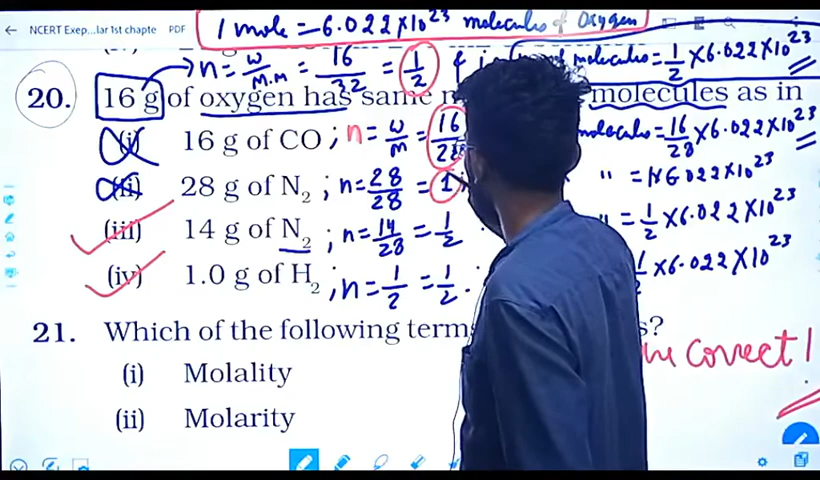 NCERT Exep...lar 1st chapte PDF
1 mole = 6.022×10²³ molecules of Oxygen
n = w/M.M = 16/32 = 1/2 molecules = 1/2 × 6.022×10²³
20. 16 g of oxygen has same molecules as in
(i) 16 g of CO ; n = w/M = 16/28 molecules = 16/28 × 6.022×10²³
(ii) 28 g of N₂ ; n = 28/28 = 1 " = 1×6.022×10²³
(iii) 14 g of N₂ ; n = 14/28 = 1/2 " = 1/2 × 6.022×10²³
(iv) 1.0 g of H₂ ; n = 1/2 = 1/2 × 6.022×10²³
21. Which of the following term s?
correct
(i) Molality
(ii) Molarity